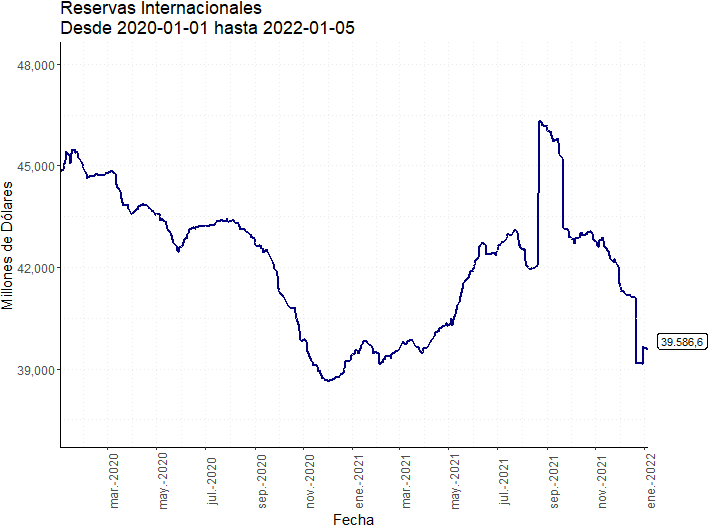 Reservas Internacionales
Desde 2020-01-01 hasta 2022-01-05
48,000
45,000
42,000
39,000
Millones de Dólares
39.586,6
mar.-2020
may.-2020
jul.-2020
sep.-2020
nov.-2020
ene.-2021
mar.-2021
may.-2021
jul.-2021
sep.-2021
nov.-2021
ene.-2022
Fecha